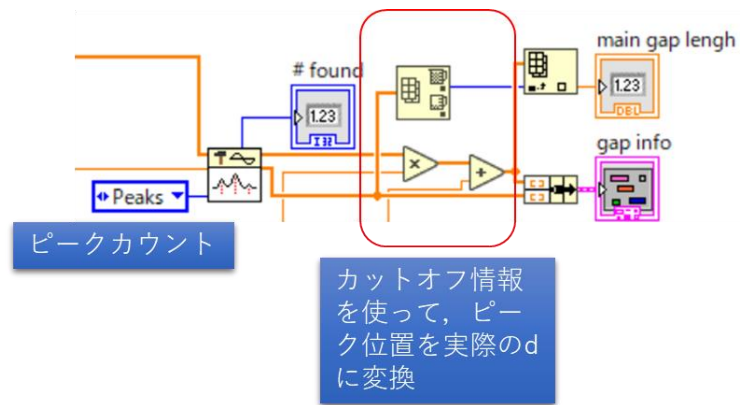 main gap lengh
# found
1.23
DBL
1.23
I32
gap info
Peaks
ピークカウント
カットオフ情報
を使って，ピー
ク位置を実際のd
に変換